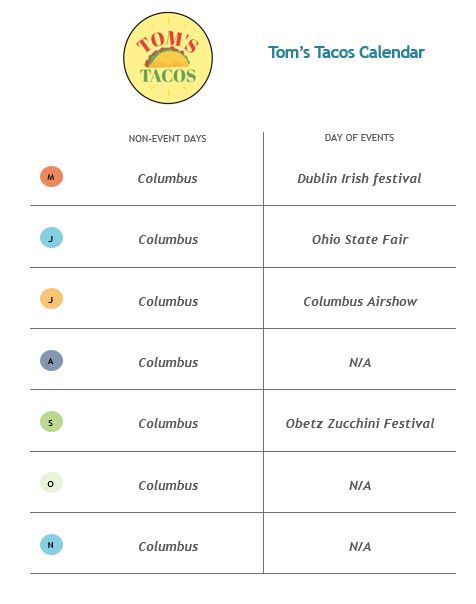 TOM'S
TACOS
Tom's Tacos Calendar
NON-EVENT DAYS DAY OF EVENTS
M Columbus Dublin Irish festival
J Columbus Ohio State Fair
J Columbus Columbus Airshow
A Columbus N/A
S Columbus Obetz Zucchini Festival
O Columbus N/A
N Columbus N/A